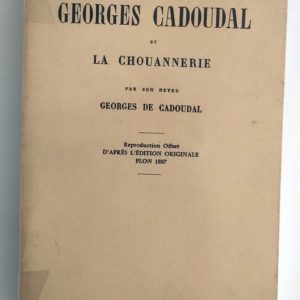 GEORGES CADOUDAL
ET
LA CHOUANNERIE
PAR SON NEVEU
GEORGES DE CADOUDAL
Reproduction Offset
D'APRÈS L'ÉDITION ORIGINALE
PLON 1887